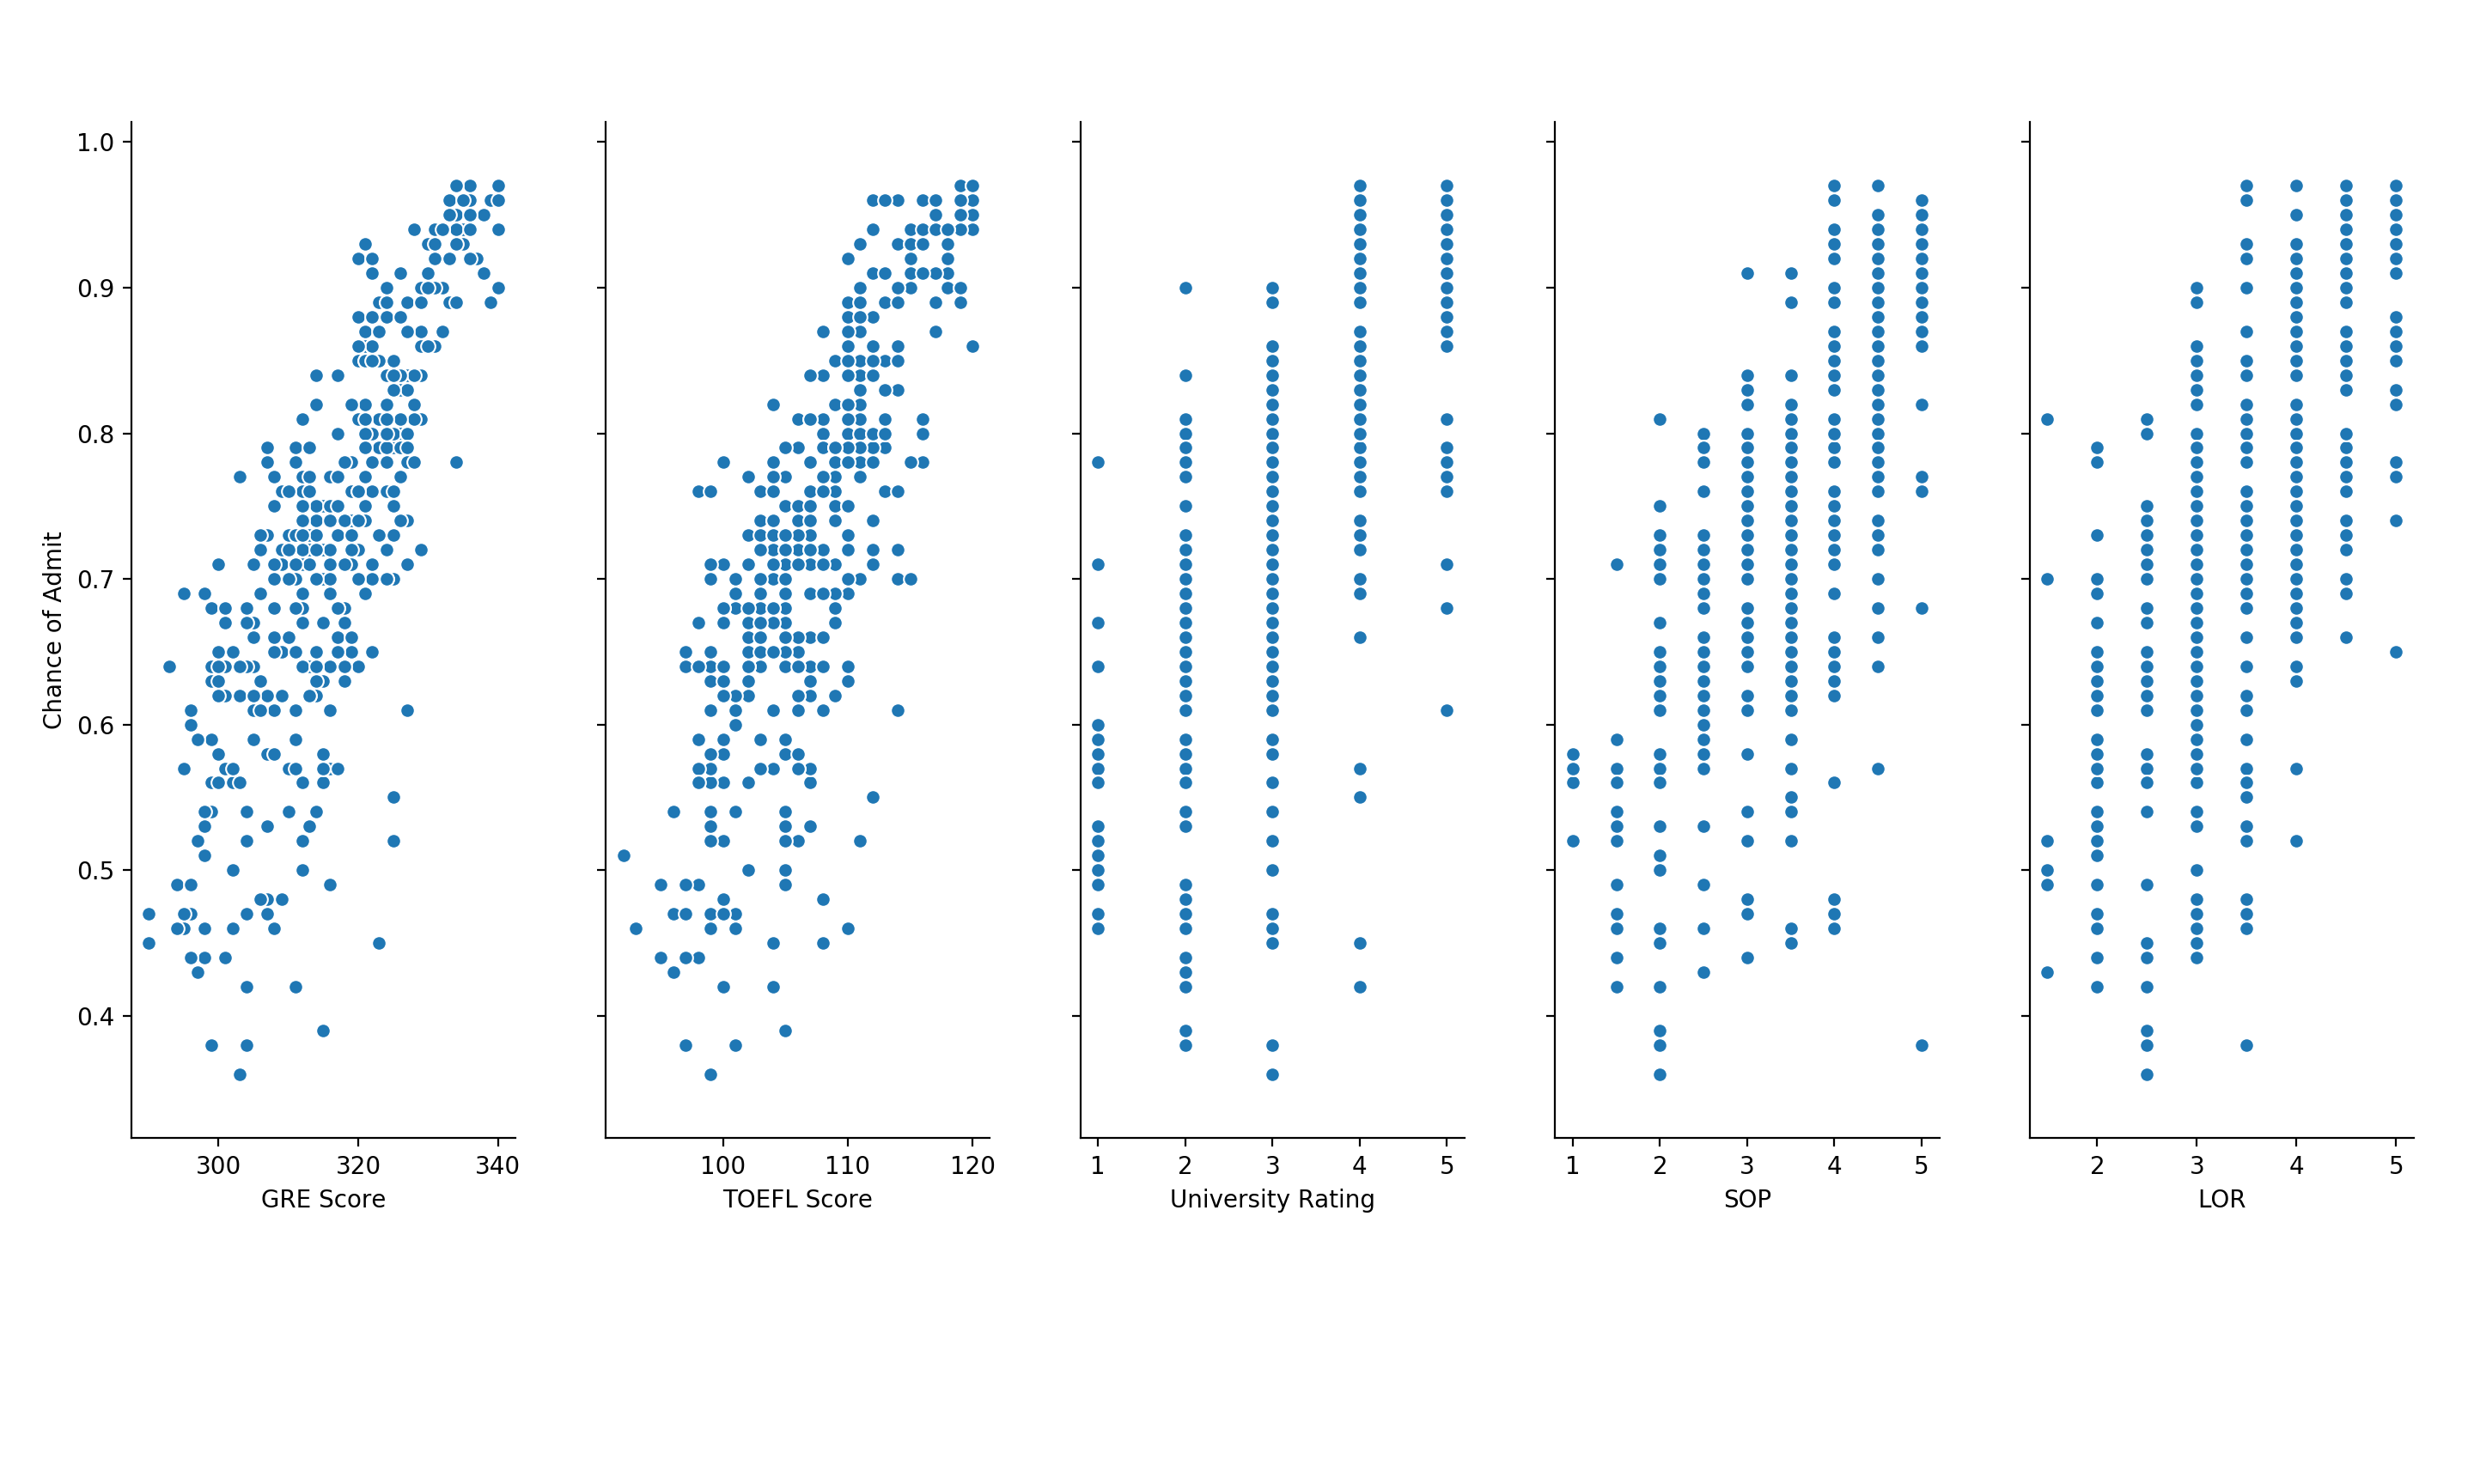 Chance of Admit
1.0
0.9
0.8
0.7
0.6
0.5
0.4
300 320 340
GRE Score
100 110 120
TOEFL Score
1 2 3 4 5
University Rating
1 2 3 4 5
SOP
2 3 4 5
LOR